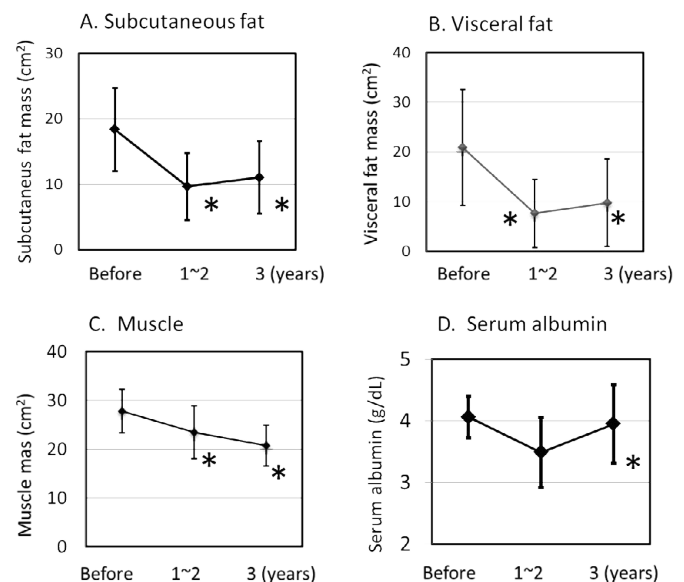 A. Subcutaneous fat
Subcutaneus fat mass (cm²)
30
20
10
0
Before 1~2 3 (years)
*
*
B. Visceral fat
Visceral fat mass (cm²)
40
30
20
10
0
Before 1~2 3 (years)
*
*
C. Muscle
Muscle mas (cm²)
40
30
20
10
0
Before 1~2 3 (years)
*
*
D. Serum albumin
Serum albumin (g/dL)
5
4
3
2
Before 1~2 3 (years)
*